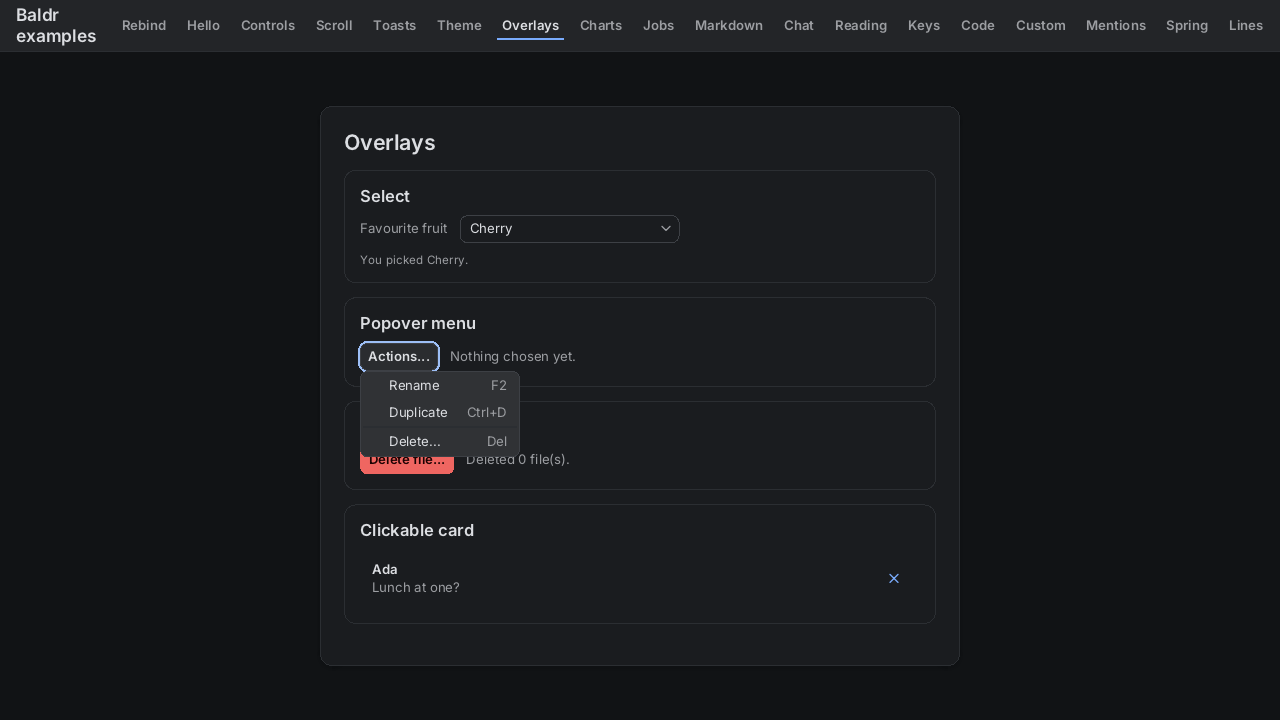 Baldr examples
Rebind Hello Controls Scroll Toasts Theme Overlays Charts Jobs Markdown Chat Reading Keys Code Custom Mentions Spring Lines
Overlays
Select
Favourite fruit Cherry
You picked Cherry.
Popover menu
Actions... Nothing chosen yet.
Rename F2
Duplicate Ctrl+D
Delete... Del
Delete file... Deleted 0 file(s).
Clickable card
Ada
Lunch at one?